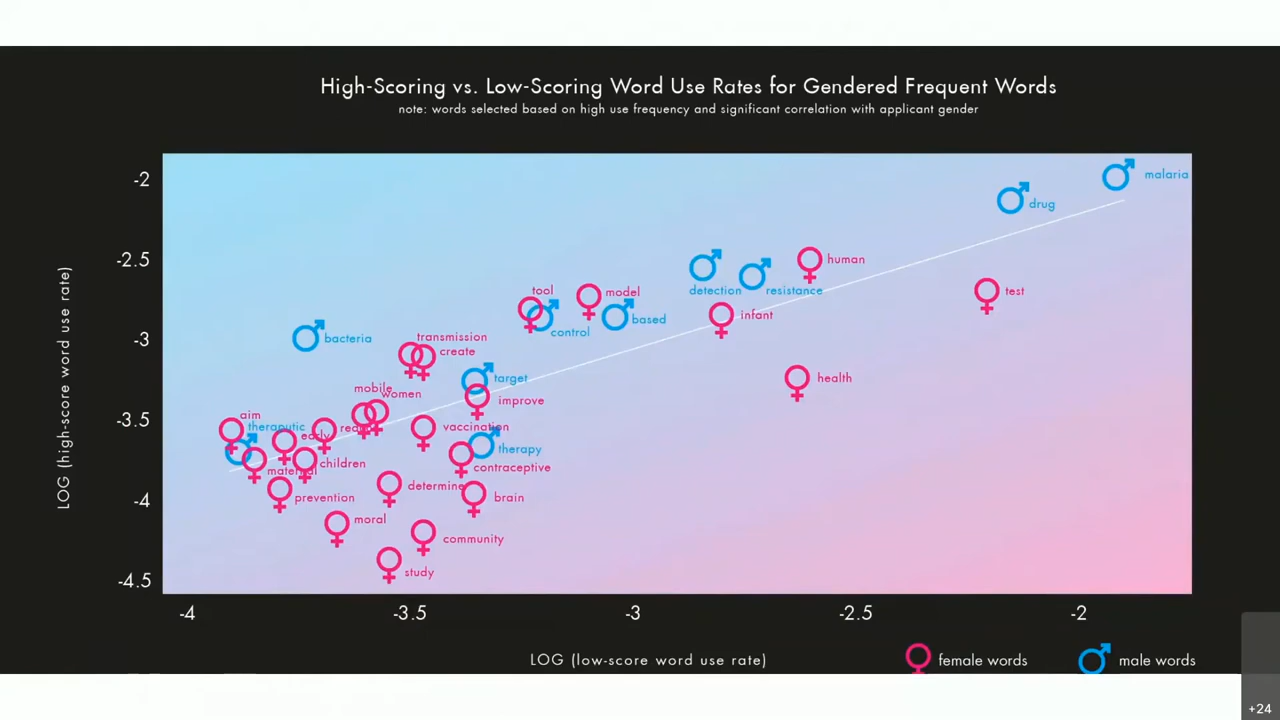 High-Scoring vs. Low-Scoring Word Use Rates for Gendered Frequent Words
note: words selected based on high use frequency and significant correlation with applicant gender
-2
malaria
drug
-2.5
human
detection
resistance
test
tool
model
infant
based
control
-3
bacteria
transmission
create
target
health
mobile
women
improve
-3.5
aim
theraputic
early
vaccination
therapy
children
maternal
contraceptive
determine
-4
prevention
brain
moral
community
study
-4.5
-4
-3.5
-3
-2.5
-2
LOG (high-score word use rate)
LOG (low-score word use rate)
female words
male words
+24